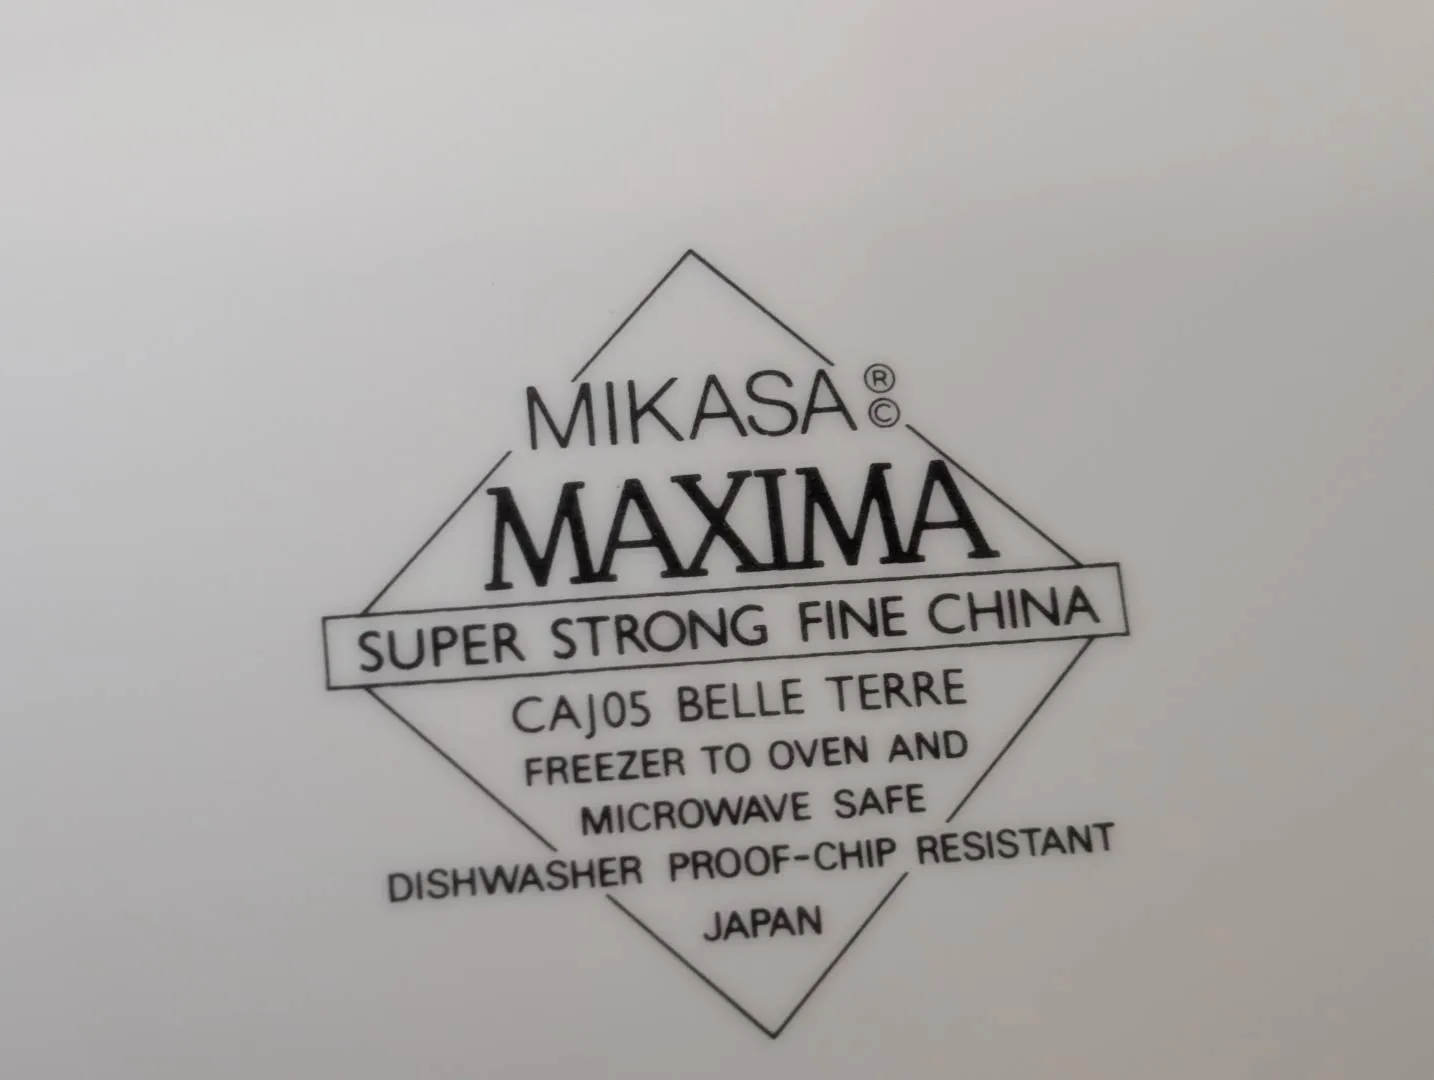 MIKASA ®
©
MAXIMA
SUPER STRONG FINE CHINA
CAJ05 BELLE TERRE
FREEZER TO OVEN AND
MICROWAVE SAFE
DISHWASHER PROOF-CHIP RESISTANT
JAPAN